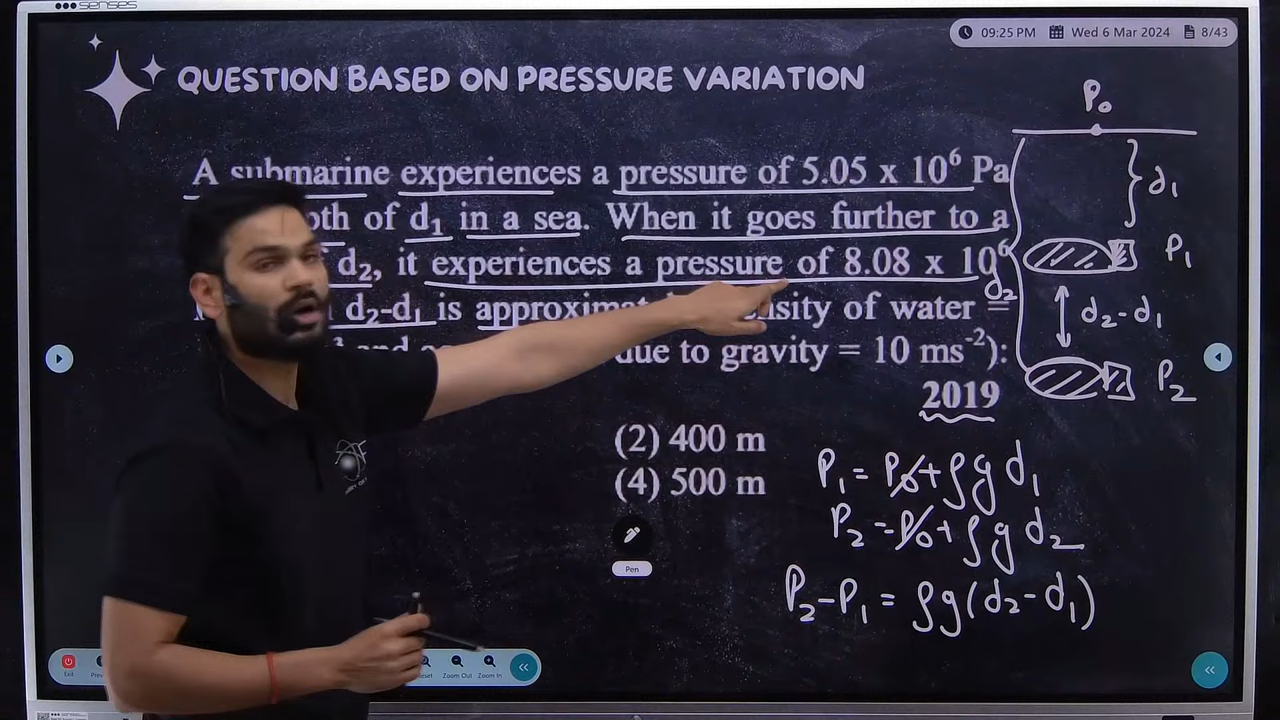 senses
09:25 PM Wed 6 Mar 2024 8/43
QUESTION BASED ON PRESSURE VARIATION
A submarine experiences a pressure of 5.05 x 10⁶ Pa
of d₁ in a sea. When it goes further to a
d₂, it experiences a pressure of 8.08 x 10⁶
d₂-d₁ is of water =
due to gravity = 10 ms⁻²):
2019
(2) 400 m
(4) 500 m
P₀
d₁
P₁
d₂
d₂-d₁
P₂
P₁ = P₀ + ρg d₁
P₂ = P₀ + ρg d₂
P₂-P₁ = ρg(d₂-d₁)
Pen
Exit Zoom Out Zoom In